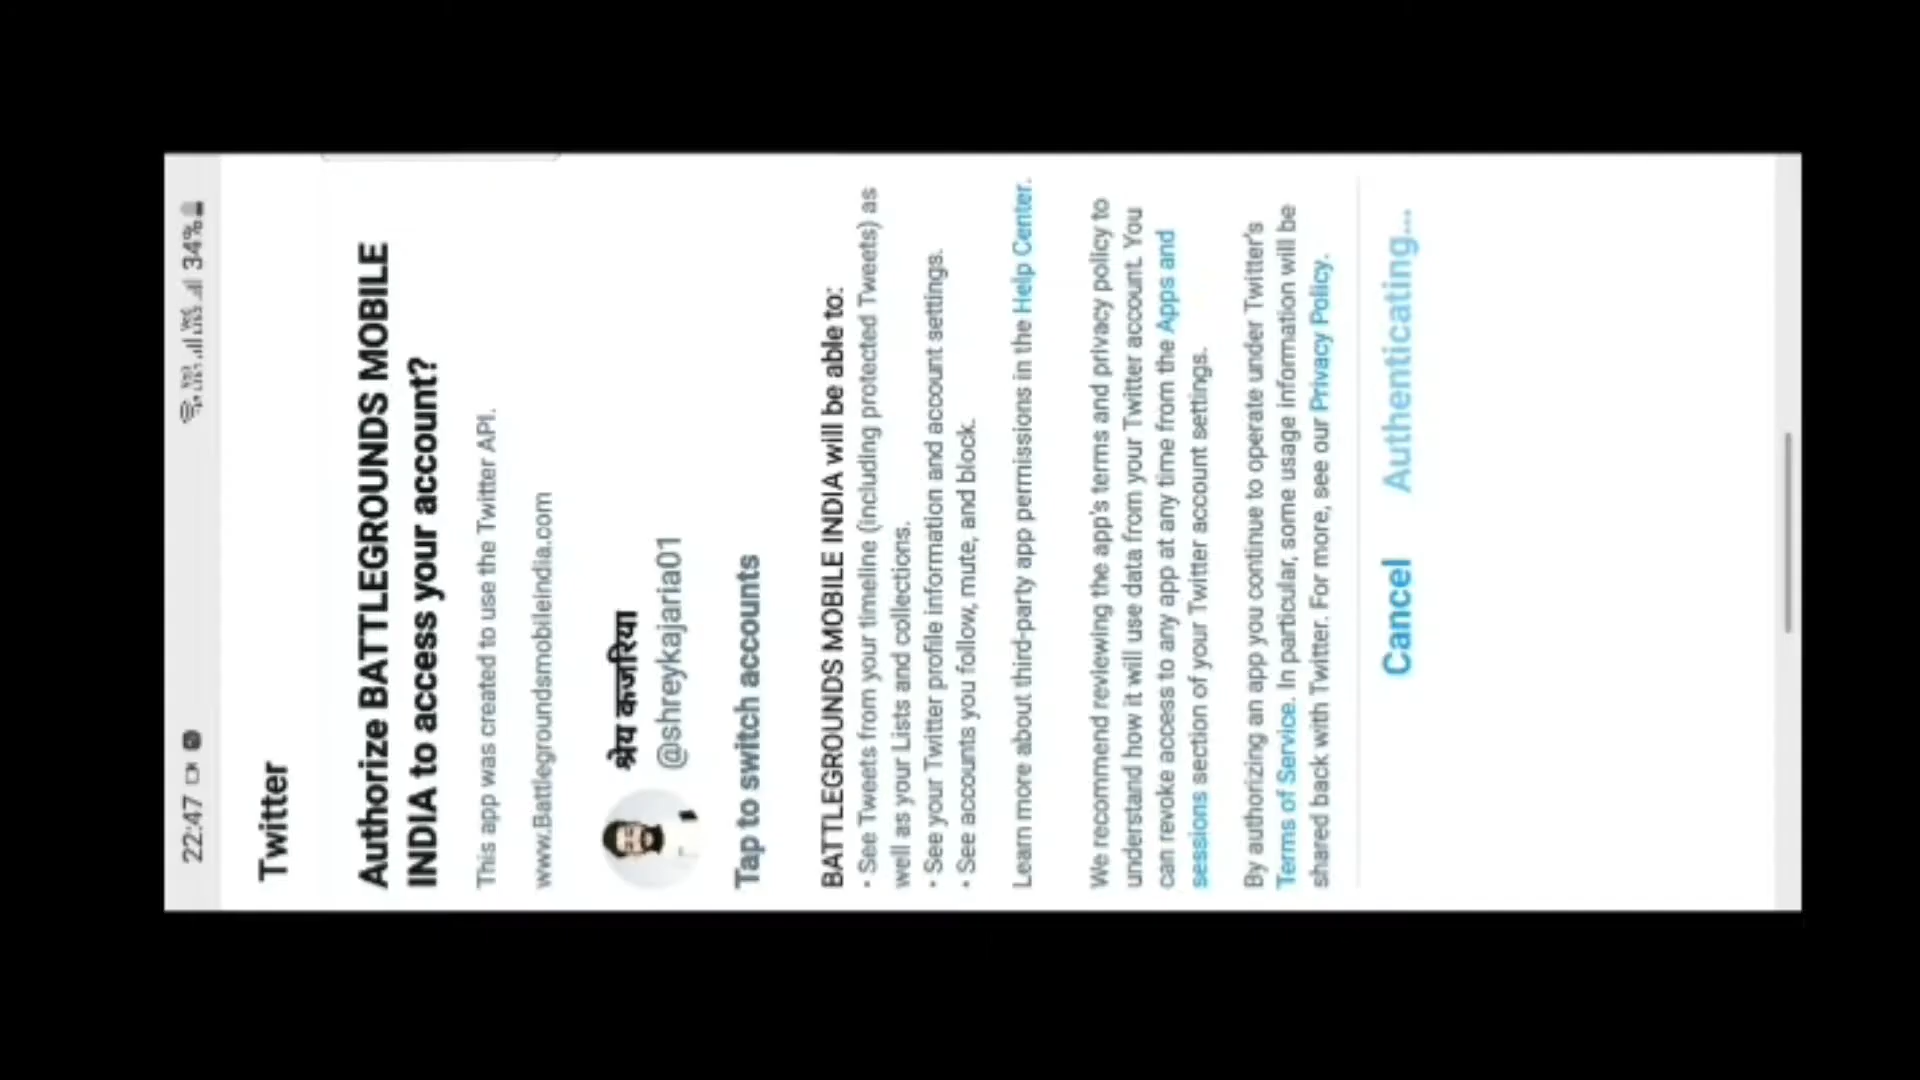 22:47
34%
Twitter
Authorize BATTLEGROUNDS MOBILE
INDIA to access your account?
This app was created to use the Twitter API.
www.Battlegroundsmobileindia.com
श्रेय कजरिया
@shreykajaria01
Tap to switch accounts
BATTLEGROUNDS MOBILE INDIA will be able to:
• See Tweets from your timeline (including protected Tweets) as
well as your Lists and collections.
• See your Twitter profile information and account settings.
• See accounts you follow, mute, and block.
Learn more about third-party app permissions in the Help Center.
We recommend reviewing the app's terms and privacy policy to
understand how it will use data from your Twitter account. You
can revoke access to any app at any time from the Apps and
sessions section of your Twitter account settings.
By authorizing an app you continue to operate under Twitter's
Terms of Service. In particular, some usage information will be
shared back with Twitter. For more, see our Privacy Policy.
Cancel Authenticating...